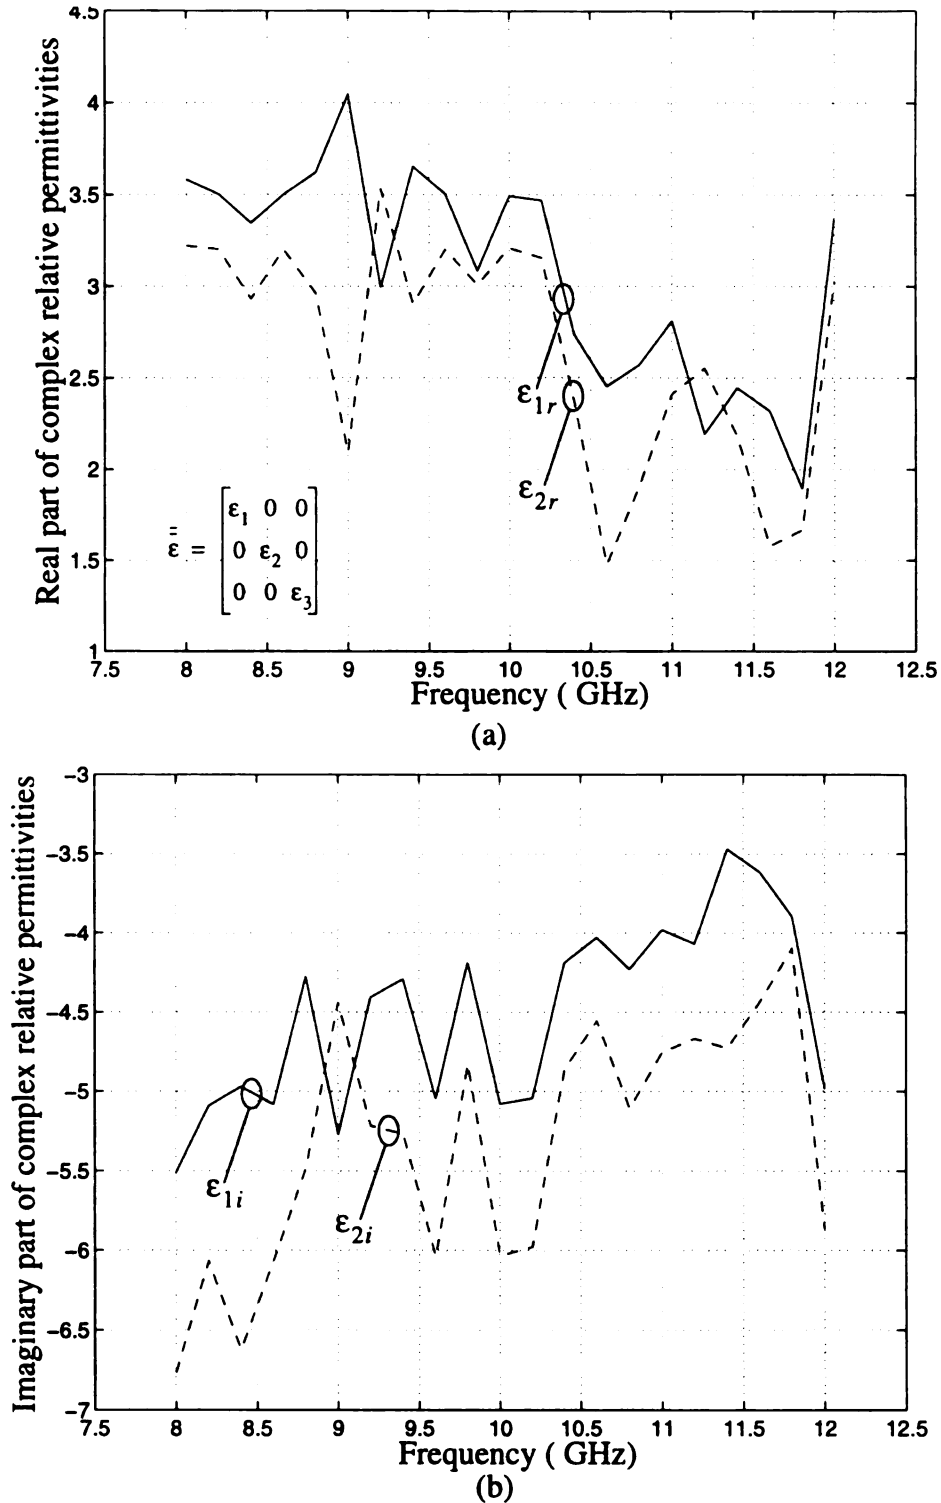 Real part of complex relative permittivities
4.5
4
3.5
3
2.5
2
1.5
1
ε1r
ε2r
ε̿ = [ε1 0 0
0 ε2 0
0 0 ε3]
7.5 8 8.5 9 9.5 10 10.5 11 11.5 12 12.5
Frequency ( GHz)
(a)
Imaginary part of complex relative permittivities
−3
−3.5
−4
−4.5
−5
−5.5
−6
−6.5
−7
ε1i
ε2i
7.5 8 8.5 9 9.5 10 10.5 11 11.5 12 12.5
Frequency ( GHz)
(b)